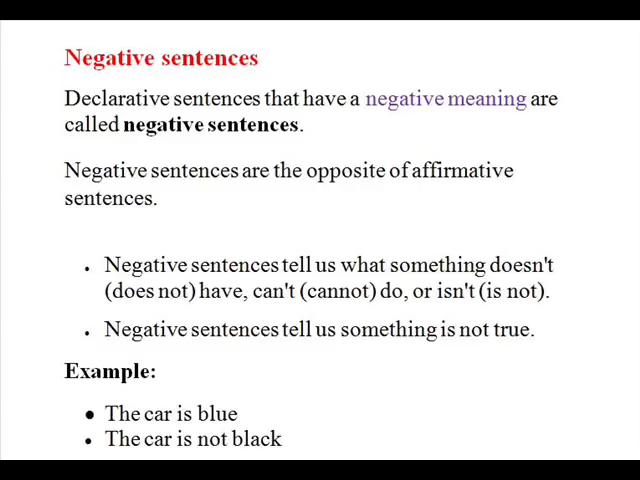 Negative sentences
Declarative sentences that have a negative meaning are
called negative sentences.
Negative sentences are the opposite of affirmative
sentences.
• Negative sentences tell us what something doesn't
(does not) have, can't (cannot) do, or isn't (is not).
• Negative sentences tell us something is not true.
Example:
• The car is blue
• The car is not black